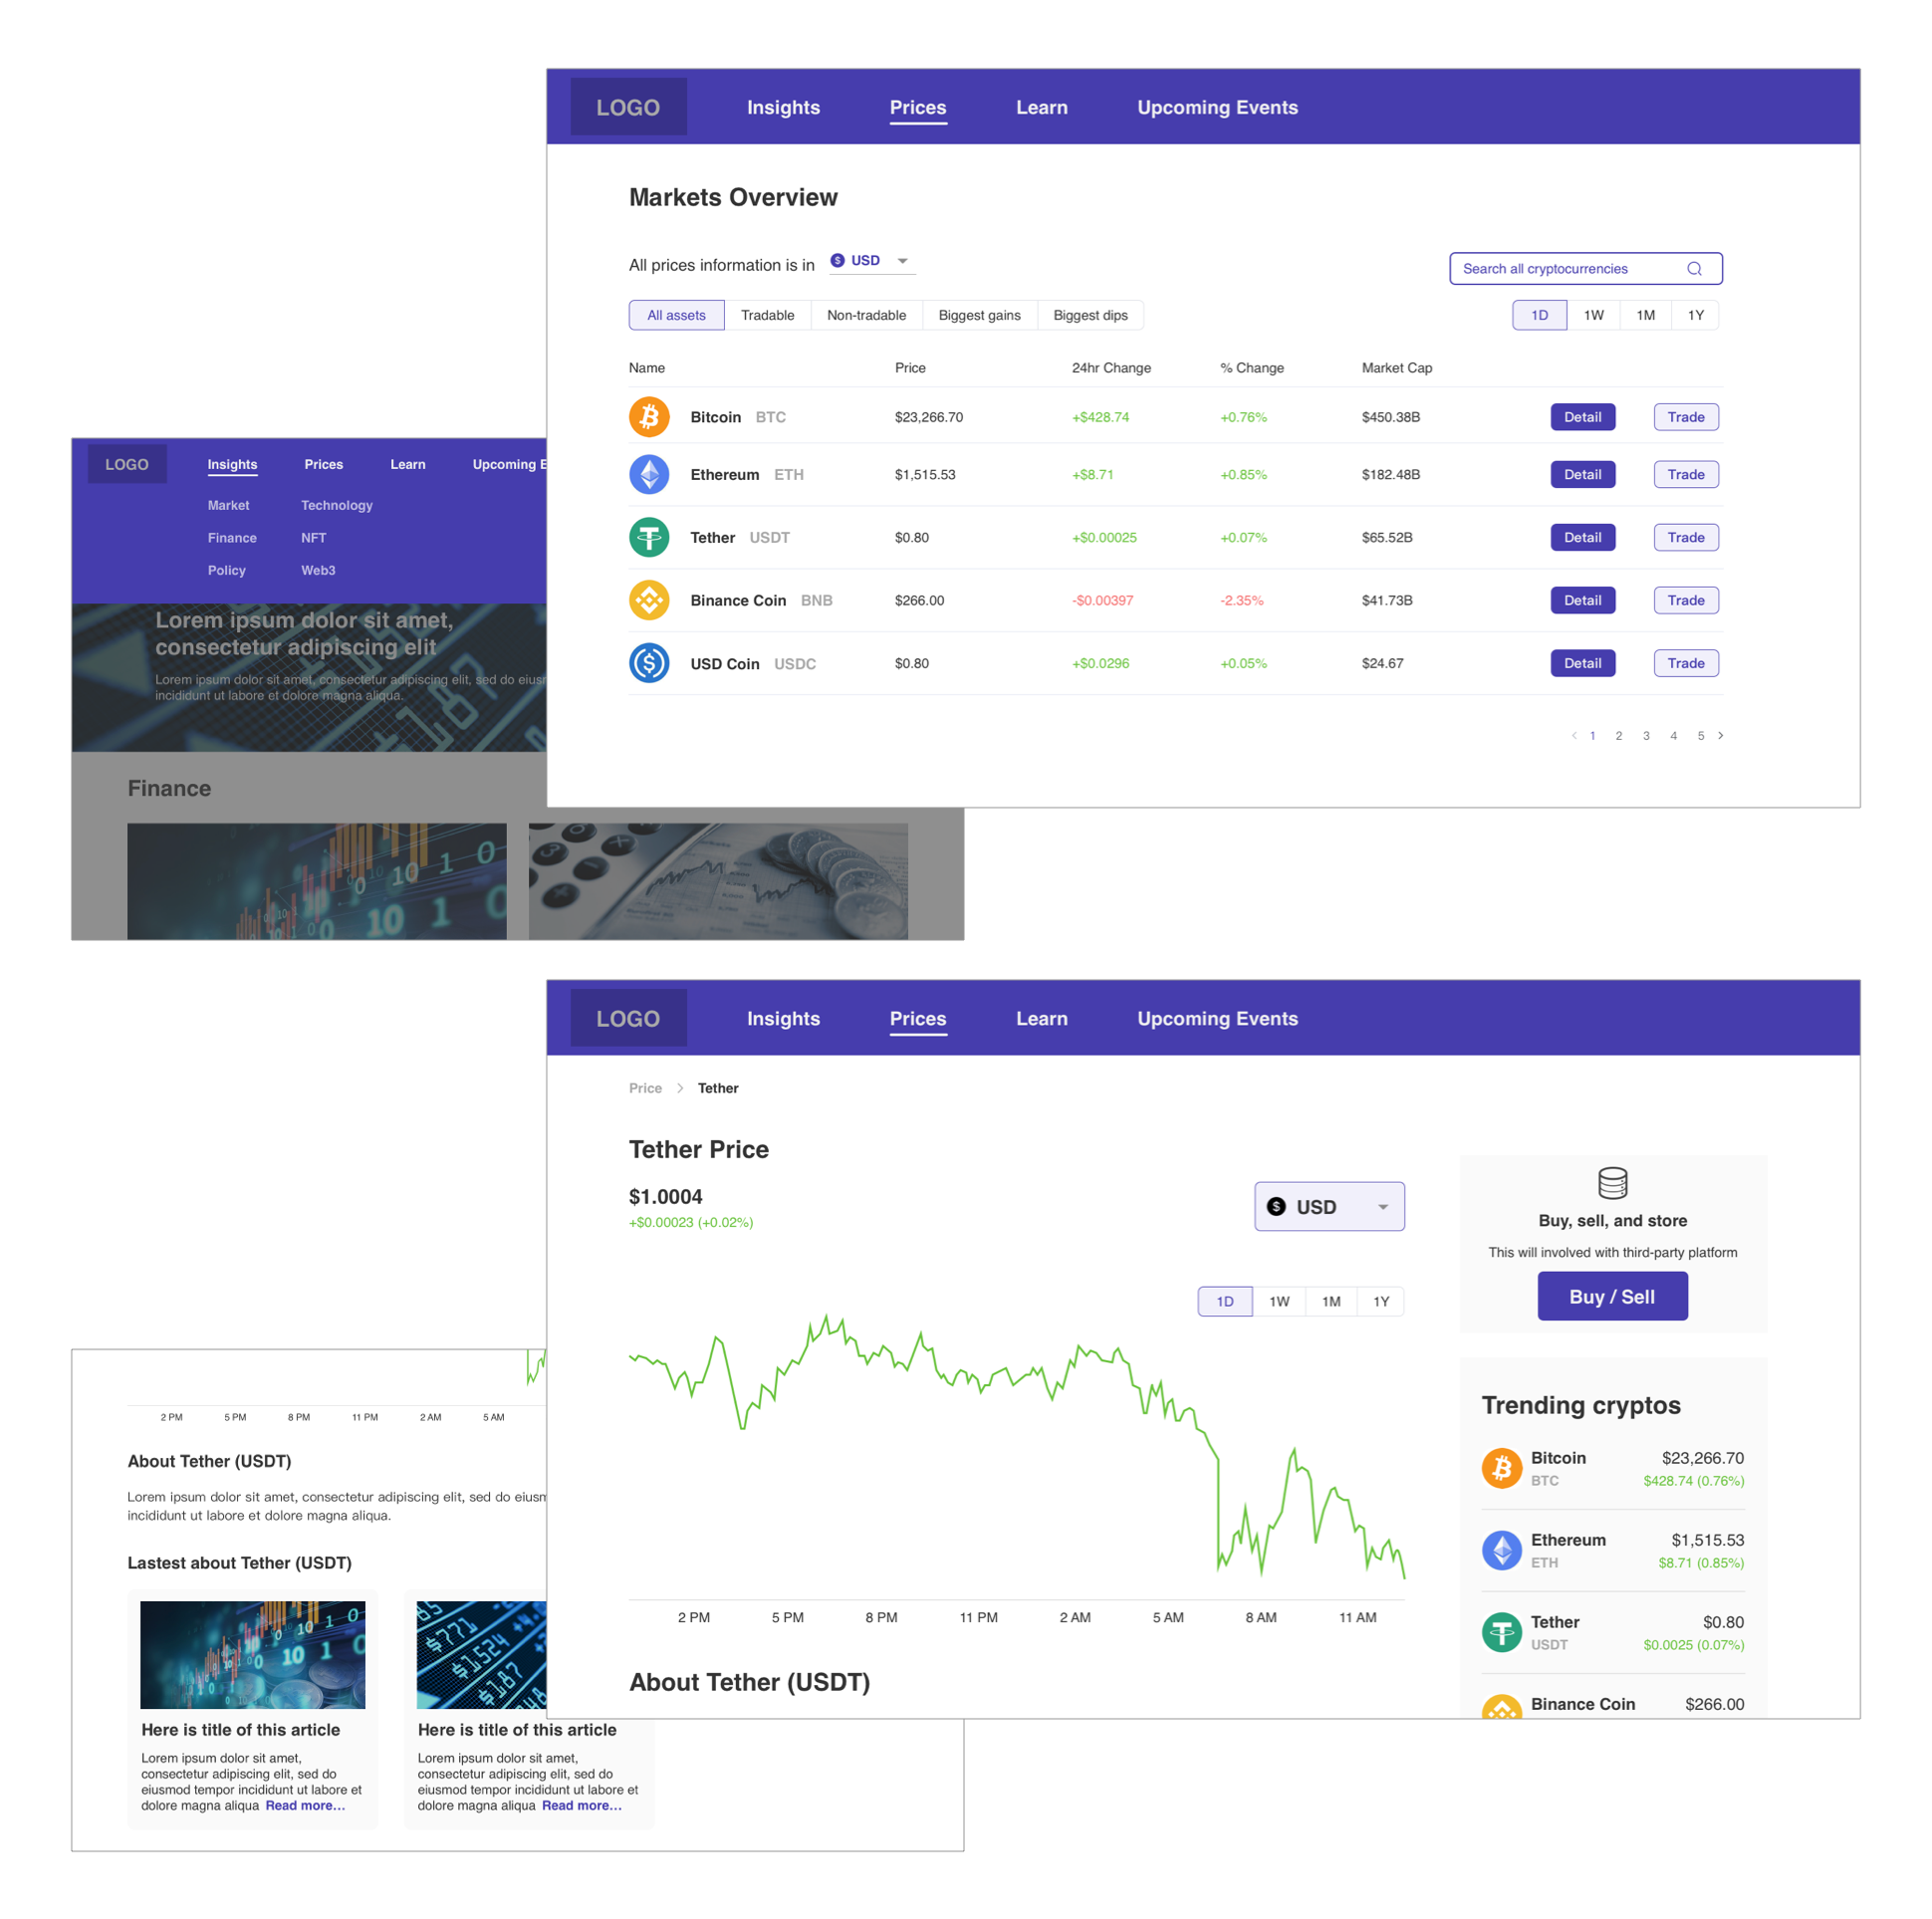 LOGO Insights Prices Learn Upcoming Events
Markets Overview
All prices information is in $ USD
Search all cryptocurrencies
All assets Tradable Non-tradable Biggest gains Biggest dips
1D 1W 1M 1Y
Name Price 24hr Change % Change Market Cap
Bitcoin BTC $23,266.70 +$428.74 +0.76% $450.38B Detail Trade
Ethereum ETH $1,515.53 +$8.71 +0.85% $182.48B Detail Trade
Tether USDT $0.80 +$0.00025 +0.07% $65.52B Detail Trade
Binance Coin BNB $266.00 -$0.00397 -2.35% $41.73B Detail Trade
USD Coin USDC $0.80 +$0.0296 +0.05% $24.67 Detail Trade
1 2 3 4 5
LOGO Insights Prices Learn Upcoming E
Market Technology
Finance NFT
Policy Web3
Lorem ipsum dolor sit amet,
consectetur adipiscing elit
Lorem ipsum dolor sit amet, consectetur adipiscing elit, sed do eiusm
incididunt ut labore et dolore magna aliqua.
Finance
LOGO Insights Prices Learn Upcoming Events
Price > Tether
Tether Price
$1.0004
+$0.00023 (+0.02%)
$ USD
1D 1W 1M 1Y
2 PM 5 PM 8 PM 11 PM 2 AM 5 AM 8 AM 11 AM
About Tether (USDT)
Buy, sell, and store
This will involved with third-party platform
Buy / Sell
Trending cryptos
Bitcoin $23,266.70
BTC $428.74 (0.76%)
Ethereum $1,515.53
ETH $8.71 (0.85%)
Tether $0.80
USDT $0.0025 (0.07%)
Binance Coin $266.00
2 PM 5 PM 8 PM 11 PM 2 AM 5 AM
About Tether (USDT)
Lorem ipsum dolor sit amet, consectetur adipiscing elit, sed do eiusm
incididunt ut labore et dolore magna aliqua.
Lastest about Tether (USDT)
Here is title of this article
Lorem ipsum dolor sit amet,
consectetur adipiscing elit, sed do
eiusmod tempor incididunt ut labore et
dolore magna aliqua Read more...
$771
$1.524
$1.87
Here is title of this article
Lorem ipsum dolor sit amet,
consectetur adipiscing elit, sed do
eiusmod tempor incididunt ut labore et
dolore magna aliqua Read more...